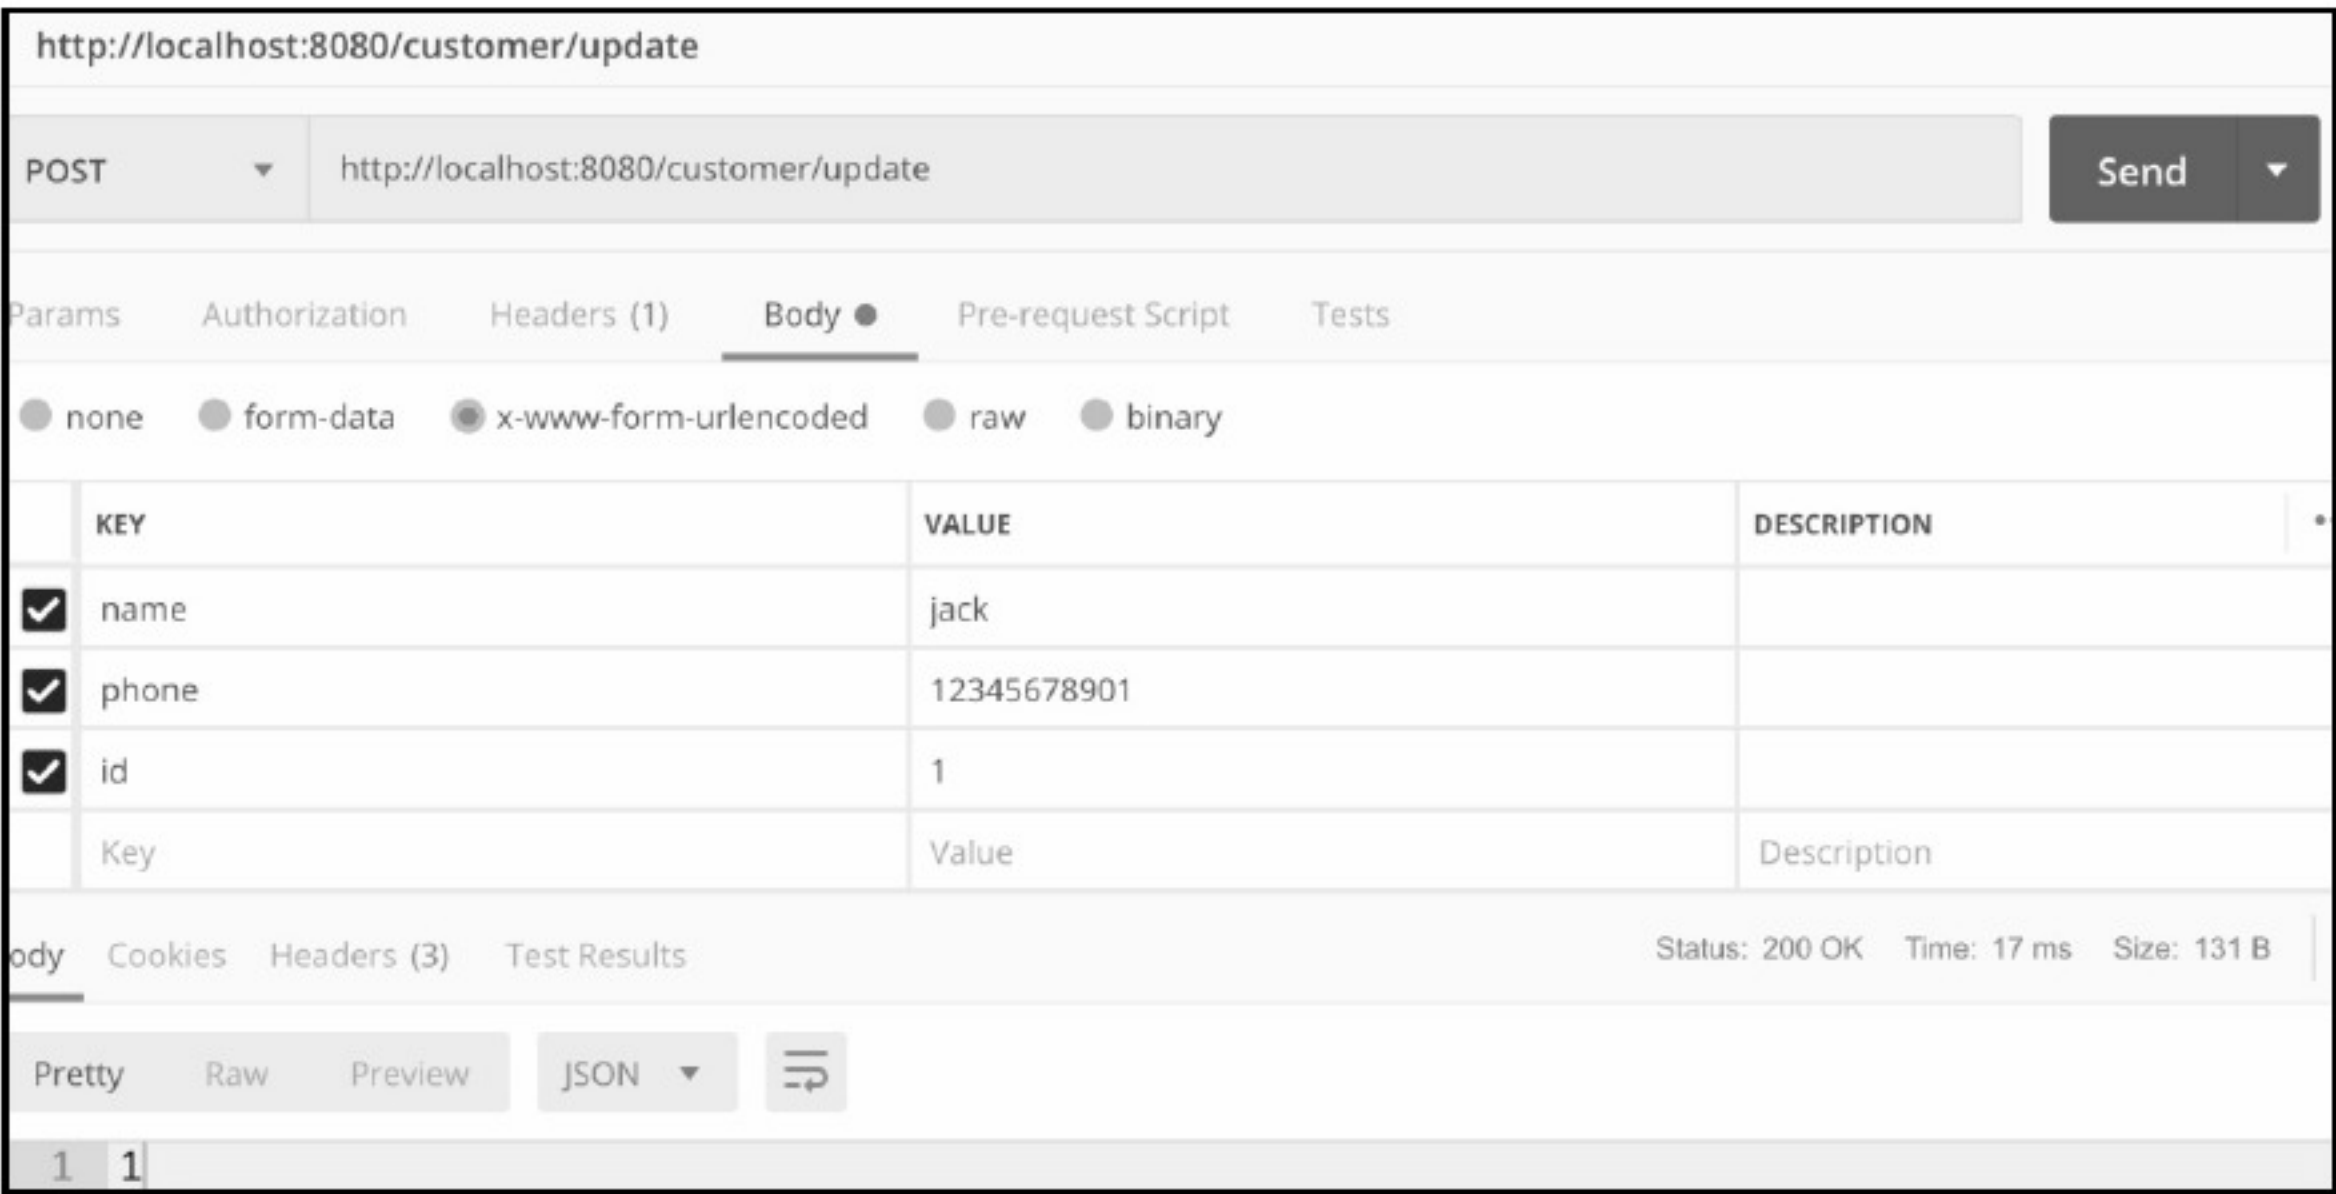 http://localhost:8080/customer/update
POST http://localhost:8080/customer/update Send
Params Authorization Headers (1) Body Pre-request Script Tests
none form-data x-www-form-urlencoded raw binary
KEY VALUE DESCRIPTION
name jack
phone 12345678901
id 1
Key Value Description
ody Cookies Headers (3) Test Results Status: 200 OK Time: 17 ms Size: 131 B
Pretty Raw Preview JSON
1 1